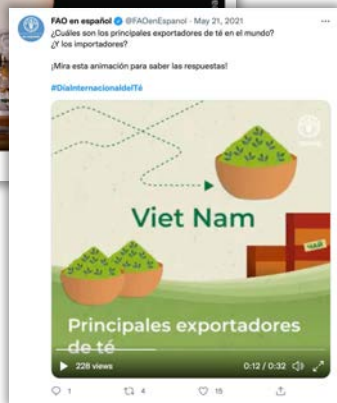 FAO en español @FAOenEspanol · May 21, 2021
¿Cuáles son los principales exportadores de té en el mundo?
¿Y los importadores?
¡Mira esta animación para saber las respuestas!
#DíaInternacionaldelTé
Viet Nam
ЧАЙ
Principales exportadores
de té
228 views
0:12 / 0:32
1
4
15